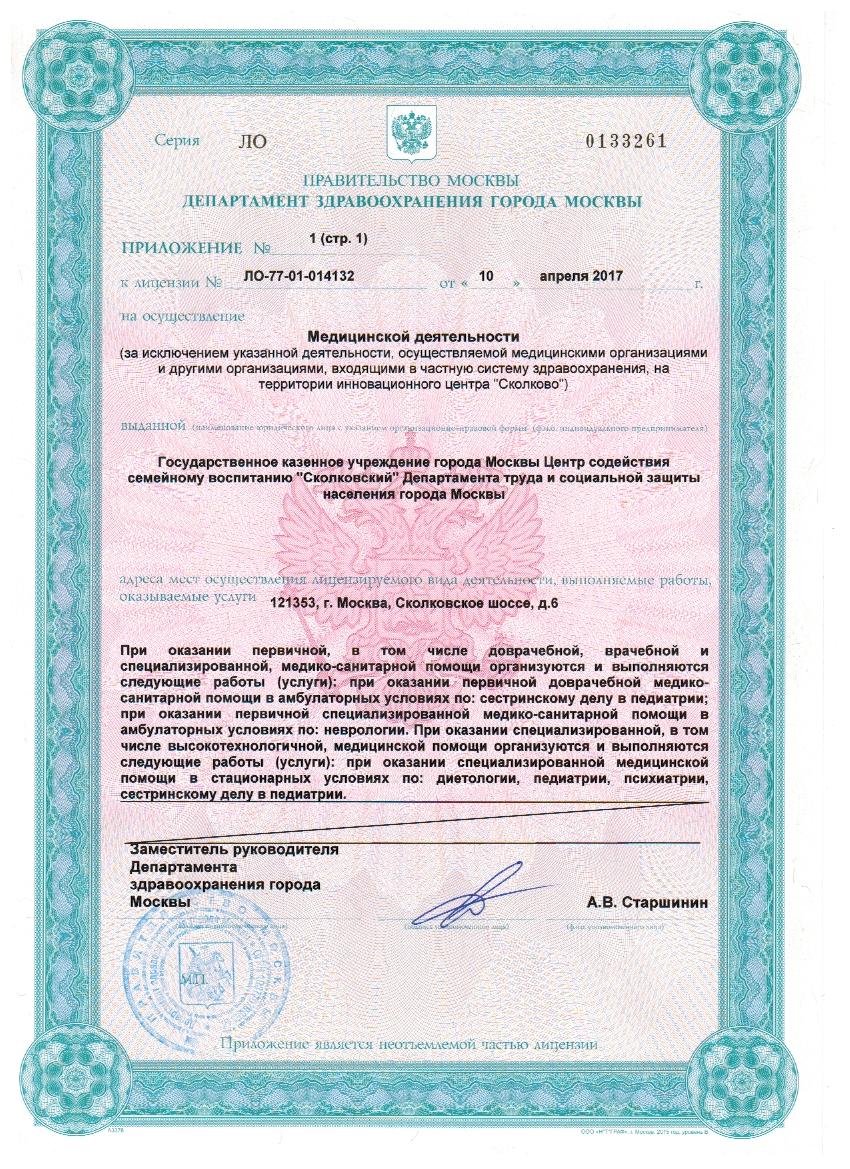 Серия ЛО 0133261
ПРАВИТЕЛЬСТВО МОСКВЫ
ДЕПАРТАМЕНТ ЗДРАВООХРАНЕНИЯ ГОРОДА МОСКВЫ
ПРИЛОЖЕНИЕ № 1 (стр. 1)
к лицензии № ЛО-77-01-014132 от « 10 » апреля 2017 г.
на осуществление
Медицинской деятельности
(за исключением указанной деятельности, осуществляемой медицинскими организациями
и другими организациями, входящими в частную систему здравоохранения, на
территории инновационного центра "Сколково")
выданной (наименование юридического лица с указанием организационно-правовой формы (ф.и.о. индивидуального предпринимателя)
Государственное казенное учреждение города Москвы Центр содействия
семейному воспитанию "Сколковский" Департамента труда и социальной защиты
населения города Москвы
адреса мест осуществления лицензируемого вида деятельности, выполняемые работы,
оказываемые услуги 121353, г. Москва, Сколковское шоссе, д.6
При оказании первичной, в том числе доврачебной, врачебной и
специализированной, медико-санитарной помощи организуются и выполняются
следующие работы (услуги): при оказании первичной доврачебной медико-
санитарной помощи в амбулаторных условиях по: сестринскому делу в педиатрии;
при оказании первичной специализированной медико-санитарной помощи в
амбулаторных условиях по: неврологии. При оказании специализированной, в том
числе высокотехнологичной, медицинской помощи организуются и выполняются
следующие работы (услуги): при оказании специализированной медицинской
помощи в стационарных условиях по: диетологии, педиатрии, психиатрии,
сестринскому делу в педиатрии.
Заместитель руководителя
Департамента
здравоохранения города
Москвы А.В. Старшинин
(подпись уполномоченного лица) (ф.и.о. уполномоченного лица)
М.П.
Приложение является неотъемлемой частью лицензии